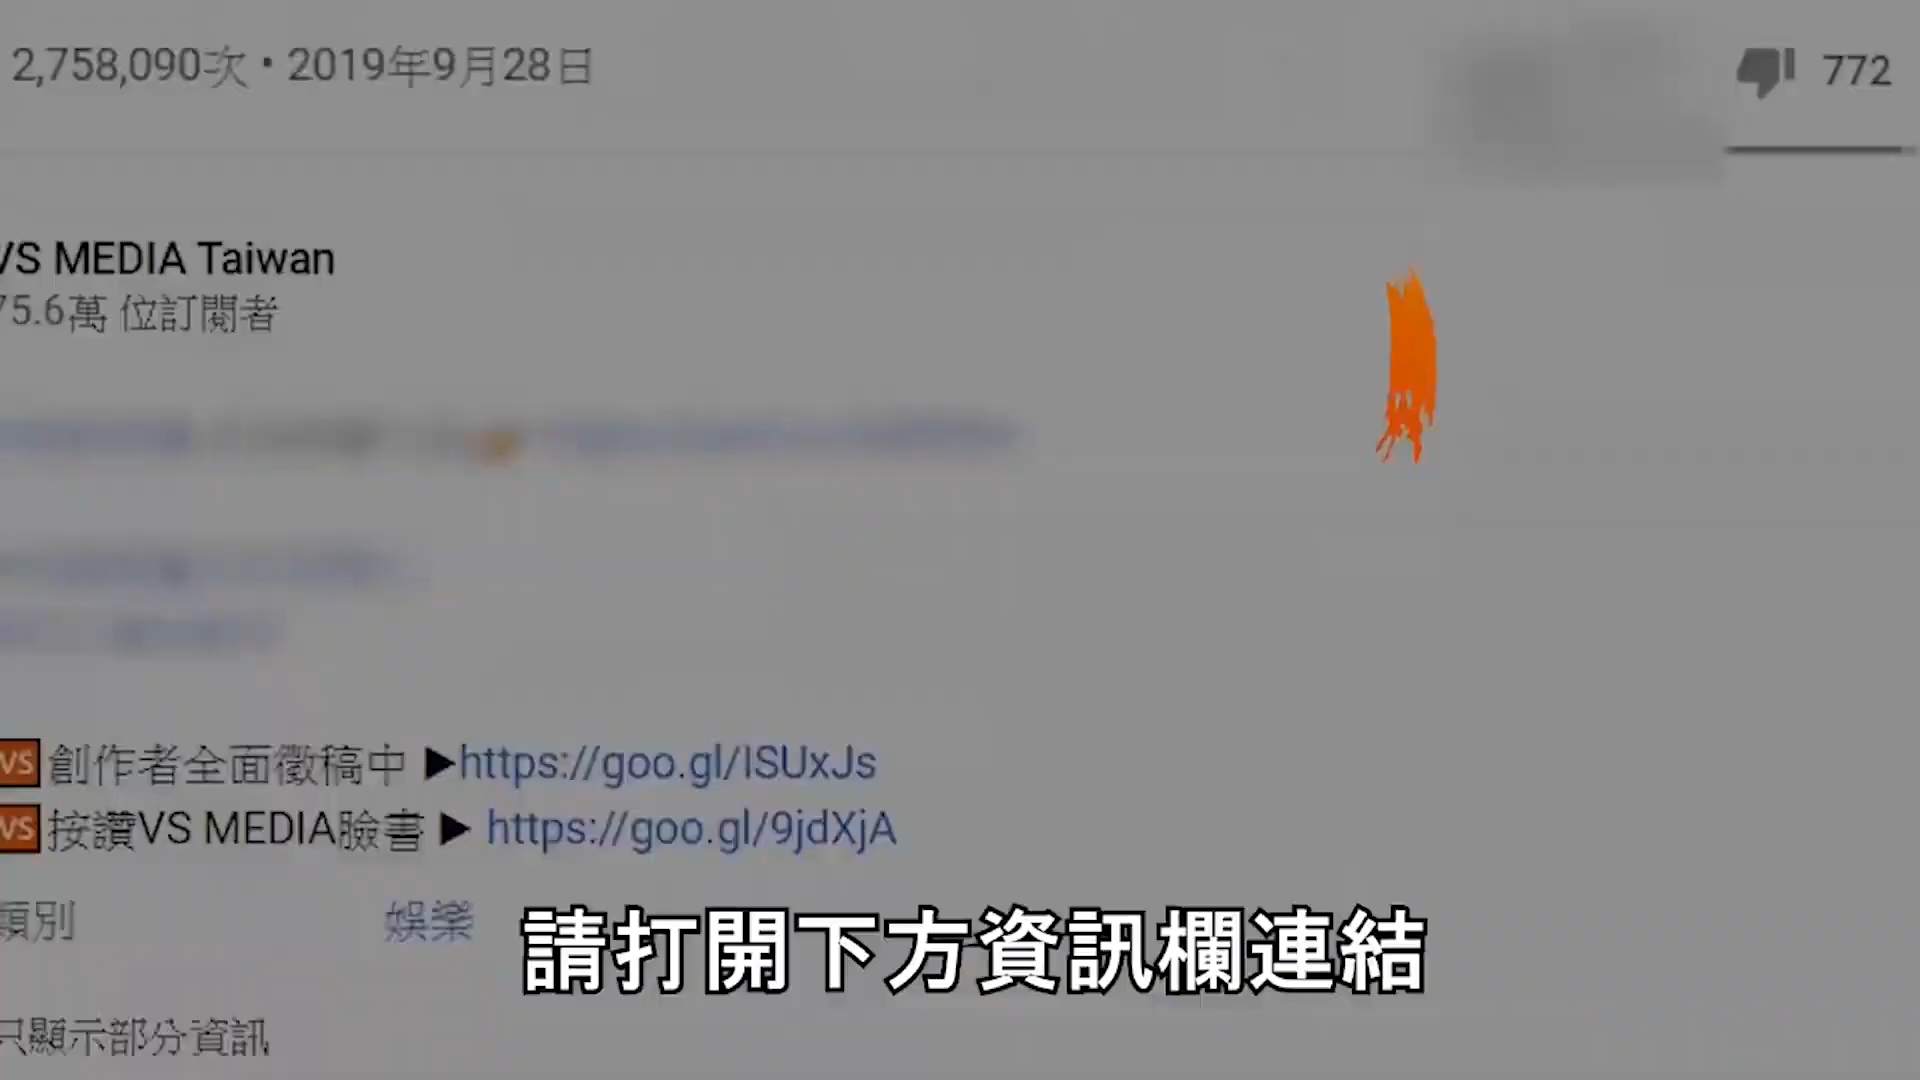 2,758,090次 • 2019年9月28日
772
VS MEDIA Taiwan
75.6萬 位訂閱者
VS 創作者全面徵稿中 ▶https://goo.gl/lSUxJs
VS 按讚VS MEDIA臉書 ▶ https://goo.gl/9jdXjA
類別 娛樂
請打開下方資訊欄連結
只顯示部分資訊